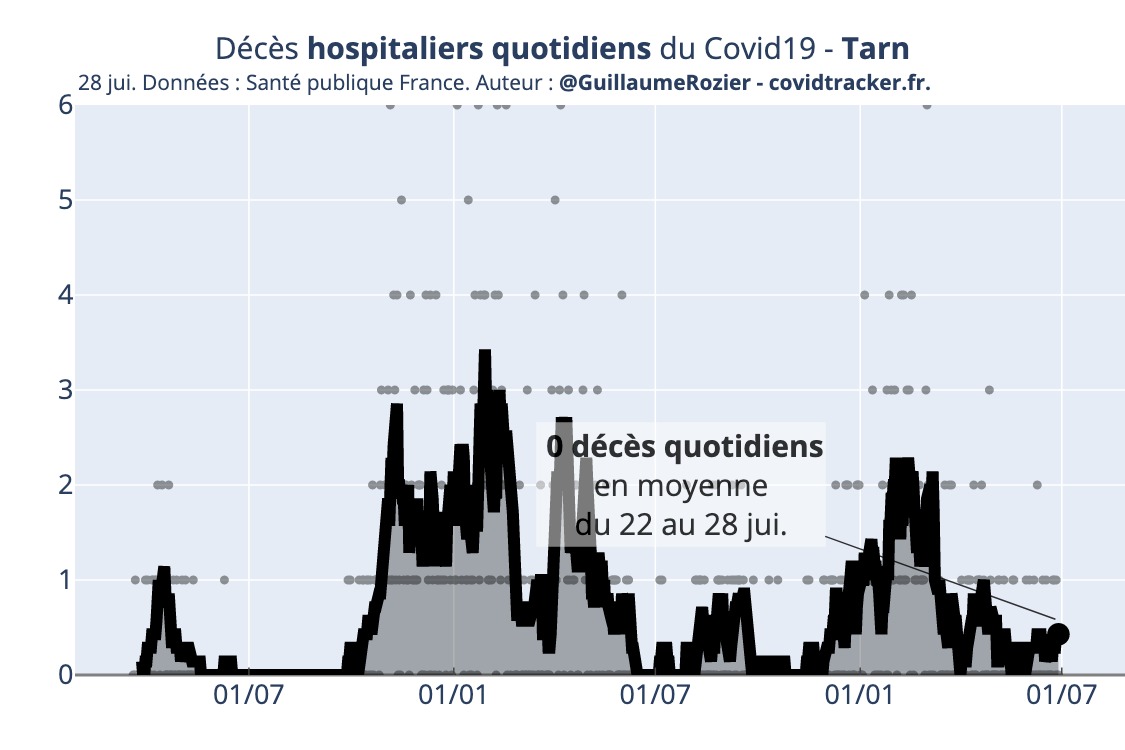 Décès hospitaliers quotidiens du Covid19 - Tarn
28 jui. Données : Santé publique France. Auteur : @GuillaumeRozier - covidtracker.fr.
6
5
4
3
2
1
0
0 décès quotidiens
en moyenne
du 22 au 28 jui.
01/07
01/01
01/07
01/01
01/07